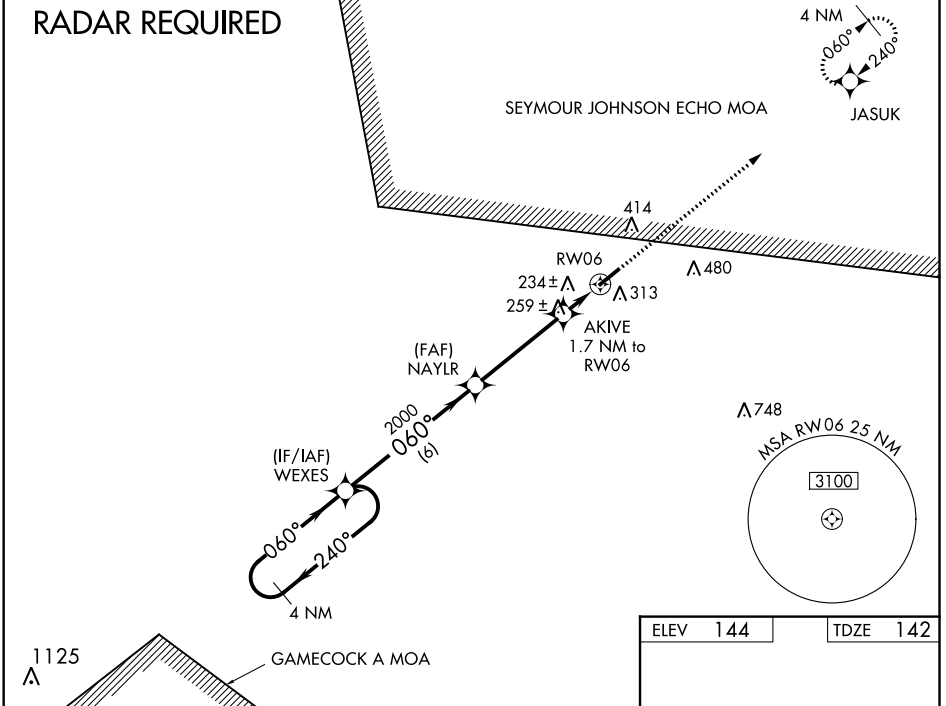 RADAR REQUIRED
4 NM
060°
240°
JASUK
SEYMOUR JOHNSON ECHO MOA
414
RW06
480
234±
313
259±
AKIVE
1.7 NM to
RW06
(FAF)
NAYLR
2000
060°
(6)
748
MSA RW06 25 NM
3100
(IF/IAF)
WEXES
060°
240°
4 NM
ELEV 144
TDZE 142
1125
GAMECOCK A MOA